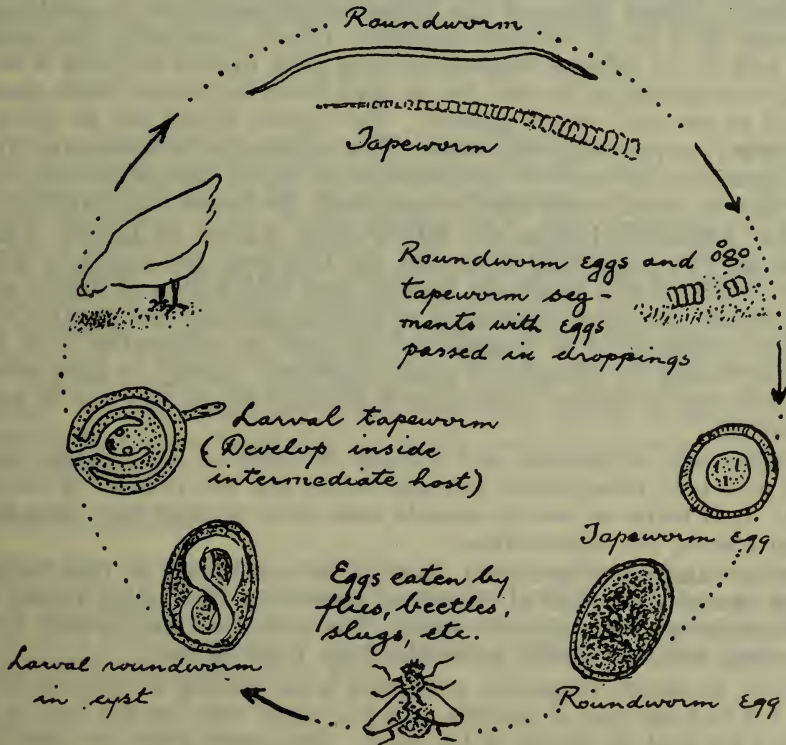 Roundworm
Tapeworm
Roundworm Eggs and
tapeworm seg-
ments with Eggs
passed in droppings
Larval tapeworm
(Develop inside
intermediate host)
Tapeworm Egg
Eggs eaten by
flies, beetles,
slugs, etc.
Larval roundworm
in cyst
Roundworm Egg